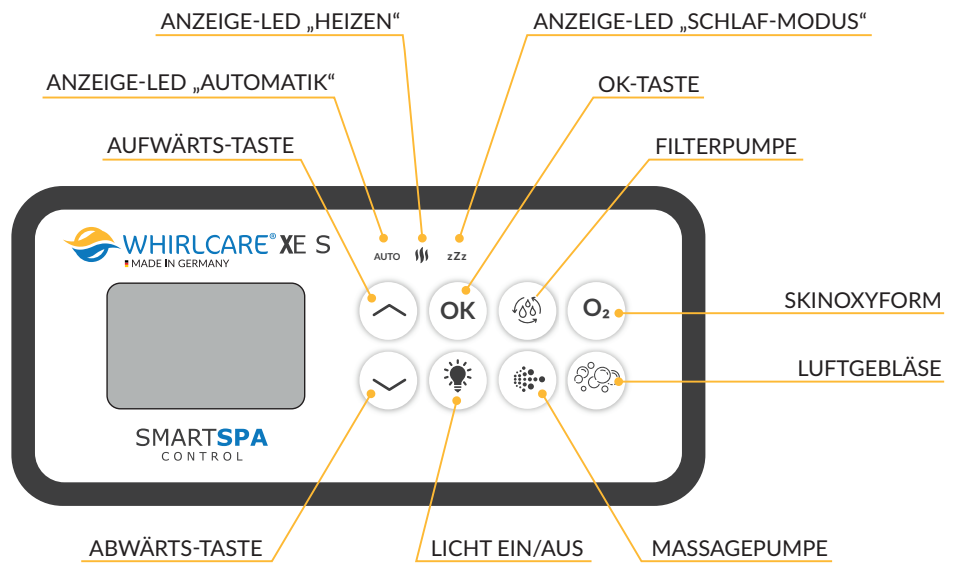 ANZEIGE-LED „HEIZEN“
ANZEIGE-LED „SCHLAF-MODUS“
ANZEIGE-LED „AUTOMATIK“
OK-TASTE
AUFWÄRTS-TASTE
FILTERPUMPE
WHIRLCARE® XE S
MADE IN GERMANY
AUTO
zZz
OK
O₂
SKINOXYFORM
LUFTGEBLÄSE
SMARTSPA
CONTROL
ABWÄRTS-TASTE
LICHT EIN/AUS
MASSAGEPUMPE